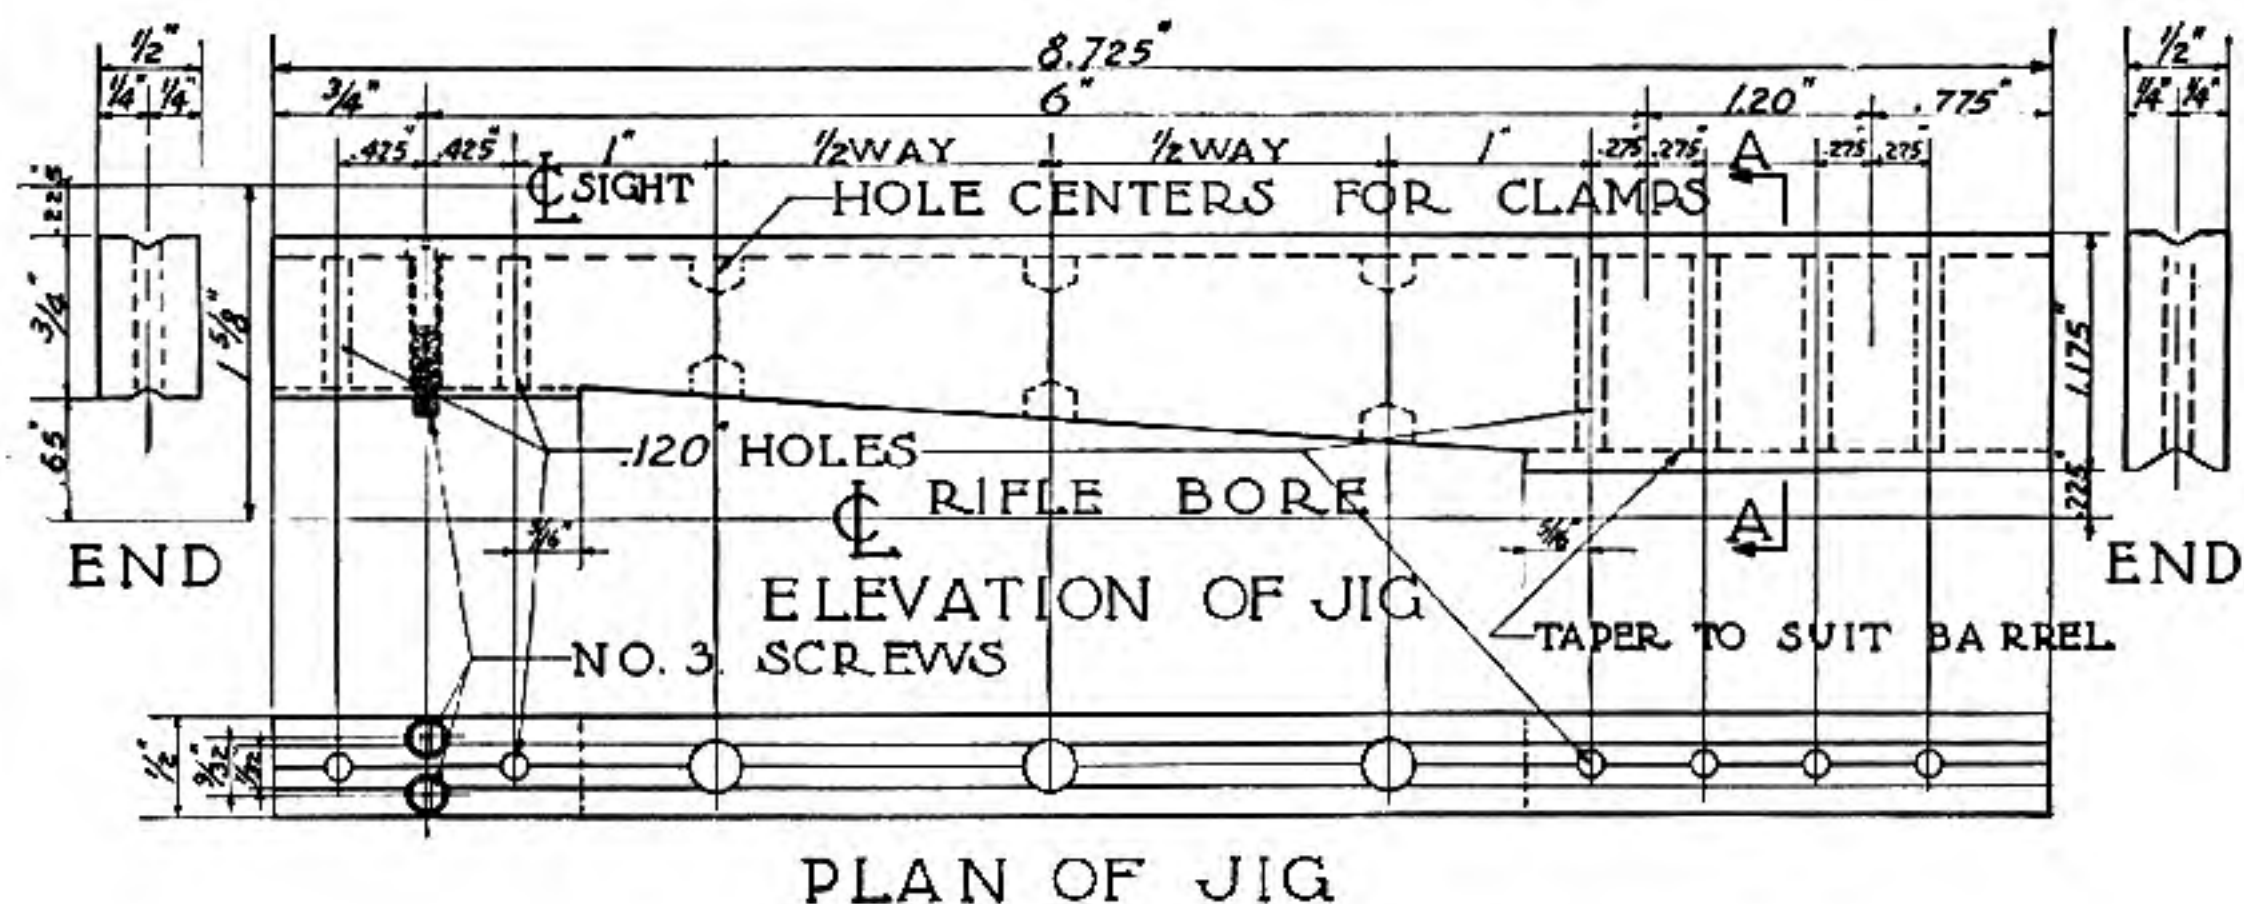 1/2"
8.725"
1/2"
1/4" 1/4"
3/4"
6"
1.20"
.775"
1/4" 1/4"
.425" .425"
1"
1/2 WAY
1/2 WAY
1"
.275" .275"
A
.275" .275"
.225"
℄ SIGHT
HOLE CENTERS FOR CLAMPS
3/4"
1 5/8"
1.175"
.65"
.120" HOLES
℄ RIFLE BORE
.225"
A
5/16"
END
ELEVATION OF JIG
END
NO. 3 SCREWS
TAPER TO SUIT BARREL
1/2"
9/32"
PLAN OF JIG